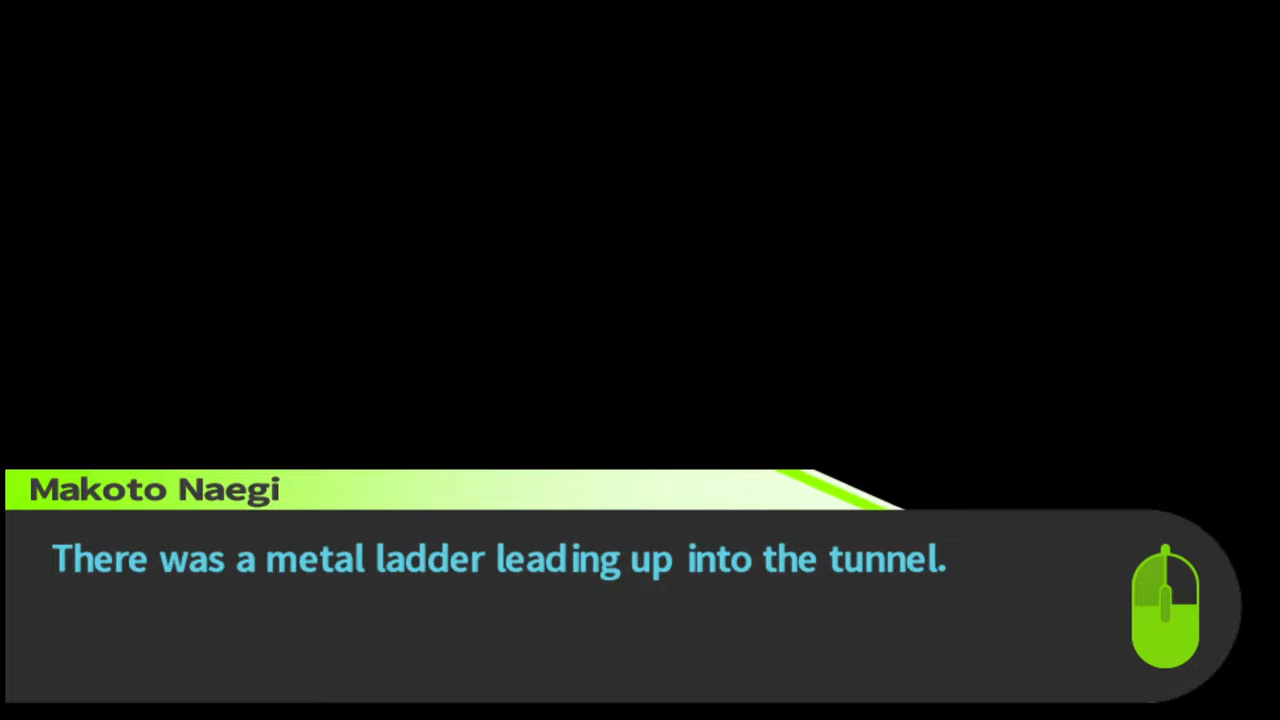 Makoto Naegi
There was a metal ladder leading up into the tunnel.